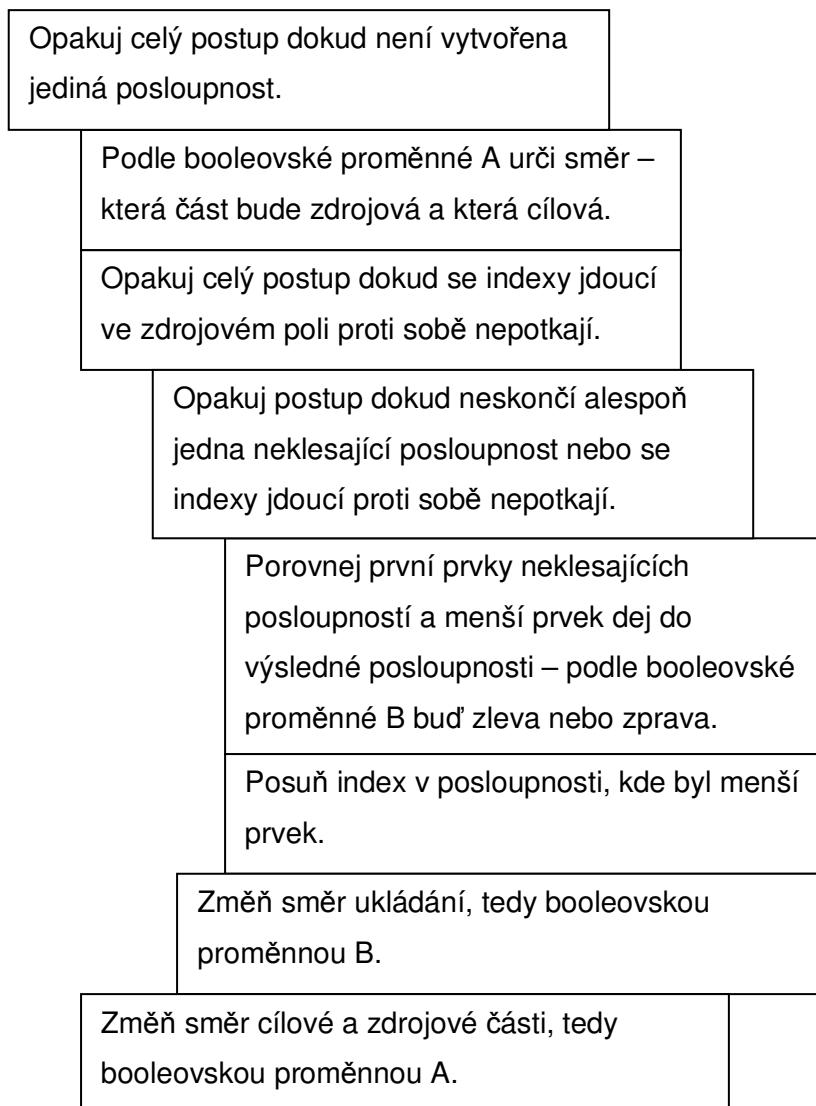 Opakuj celý postup dokud není vytvořena
jediná posloupnost.
Podle booleovské proměnné A urči směr –
která část bude zdrojová a která cílová.
Opakuj celý postup dokud se indexy jdoucí
ve zdrojovém poli proti sobě nepotkají.
Opakuj postup dokud neskončí alespoň
jedna neklesající posloupnost nebo se
indexy jdoucí proti sobě nepotkají.
Porovnej první prvky neklesajících
posloupností a menší prvek dej do
výsledné posloupnosti – podle booleovské
proměnné B buď zleva nebo zprava.
Posuň index v posloupnosti, kde byl menší
prvek.
Změň směr ukládání, tedy booleovskou
proměnnou B.
Změň směr cílové a zdrojové části, tedy
booleovskou proměnnou A.